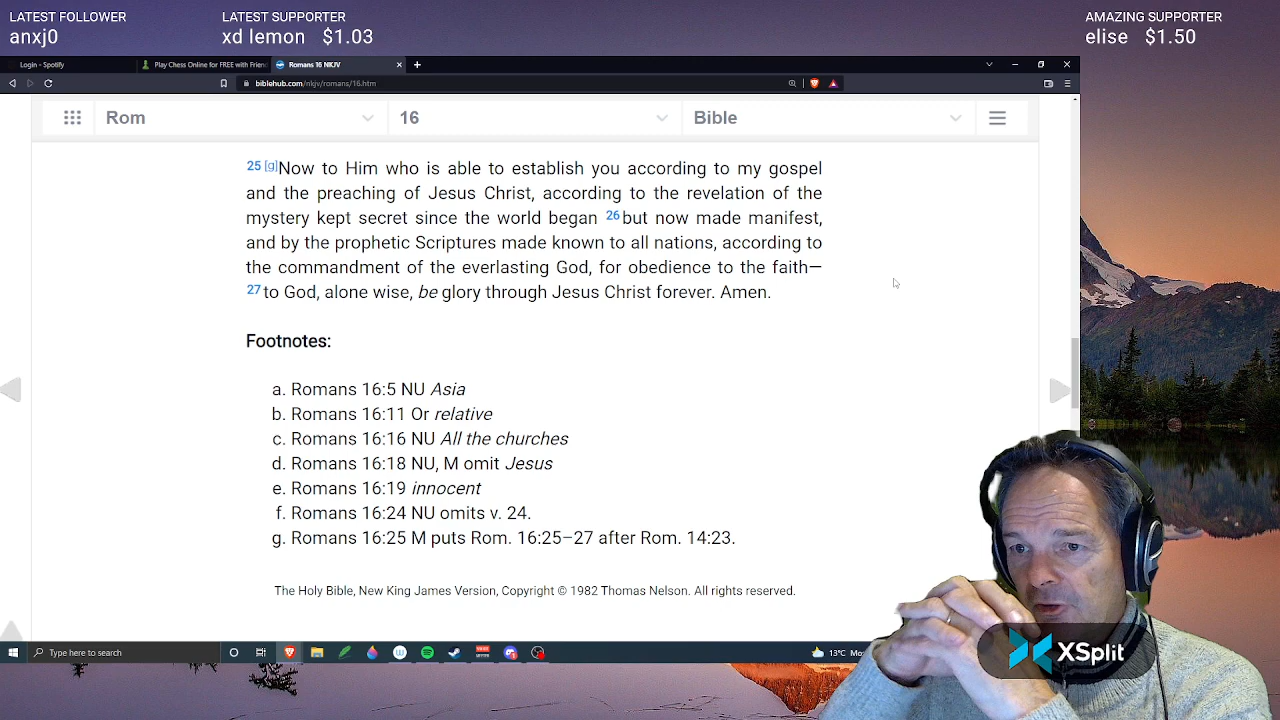 LATEST FOLLOWER
anxj0
LATEST SUPPORTER
xd lemon $1.03
AMAZING SUPPORTER
elise $1.50
Login - Spotify
Play Chess Online for FREE with Frien
Romans 16 NKJV
biblehub.com/nkjv/romans/16.htm
Rom
16
Bible
25 [g]Now to Him who is able to establish you according to my gospel
and the preaching of Jesus Christ, according to the revelation of the
mystery kept secret since the world began 26 but now made manifest,
and by the prophetic Scriptures made known to all nations, according to
the commandment of the everlasting God, for obedience to the faith—
27 to God, alone wise, be glory through Jesus Christ forever. Amen.
Footnotes:
a. Romans 16:5 NU Asia
b. Romans 16:11 Or relative
c. Romans 16:16 NU All the churches
d. Romans 16:18 NU, M omit Jesus
e. Romans 16:19 innocent
f. Romans 16:24 NU omits v. 24.
g. Romans 16:25 M puts Rom. 16:25–27 after Rom. 14:23.
The Holy Bible, New King James Version, Copyright © 1982 Thomas Nelson. All rights reserved.
Type here to search
13°C
XSplit